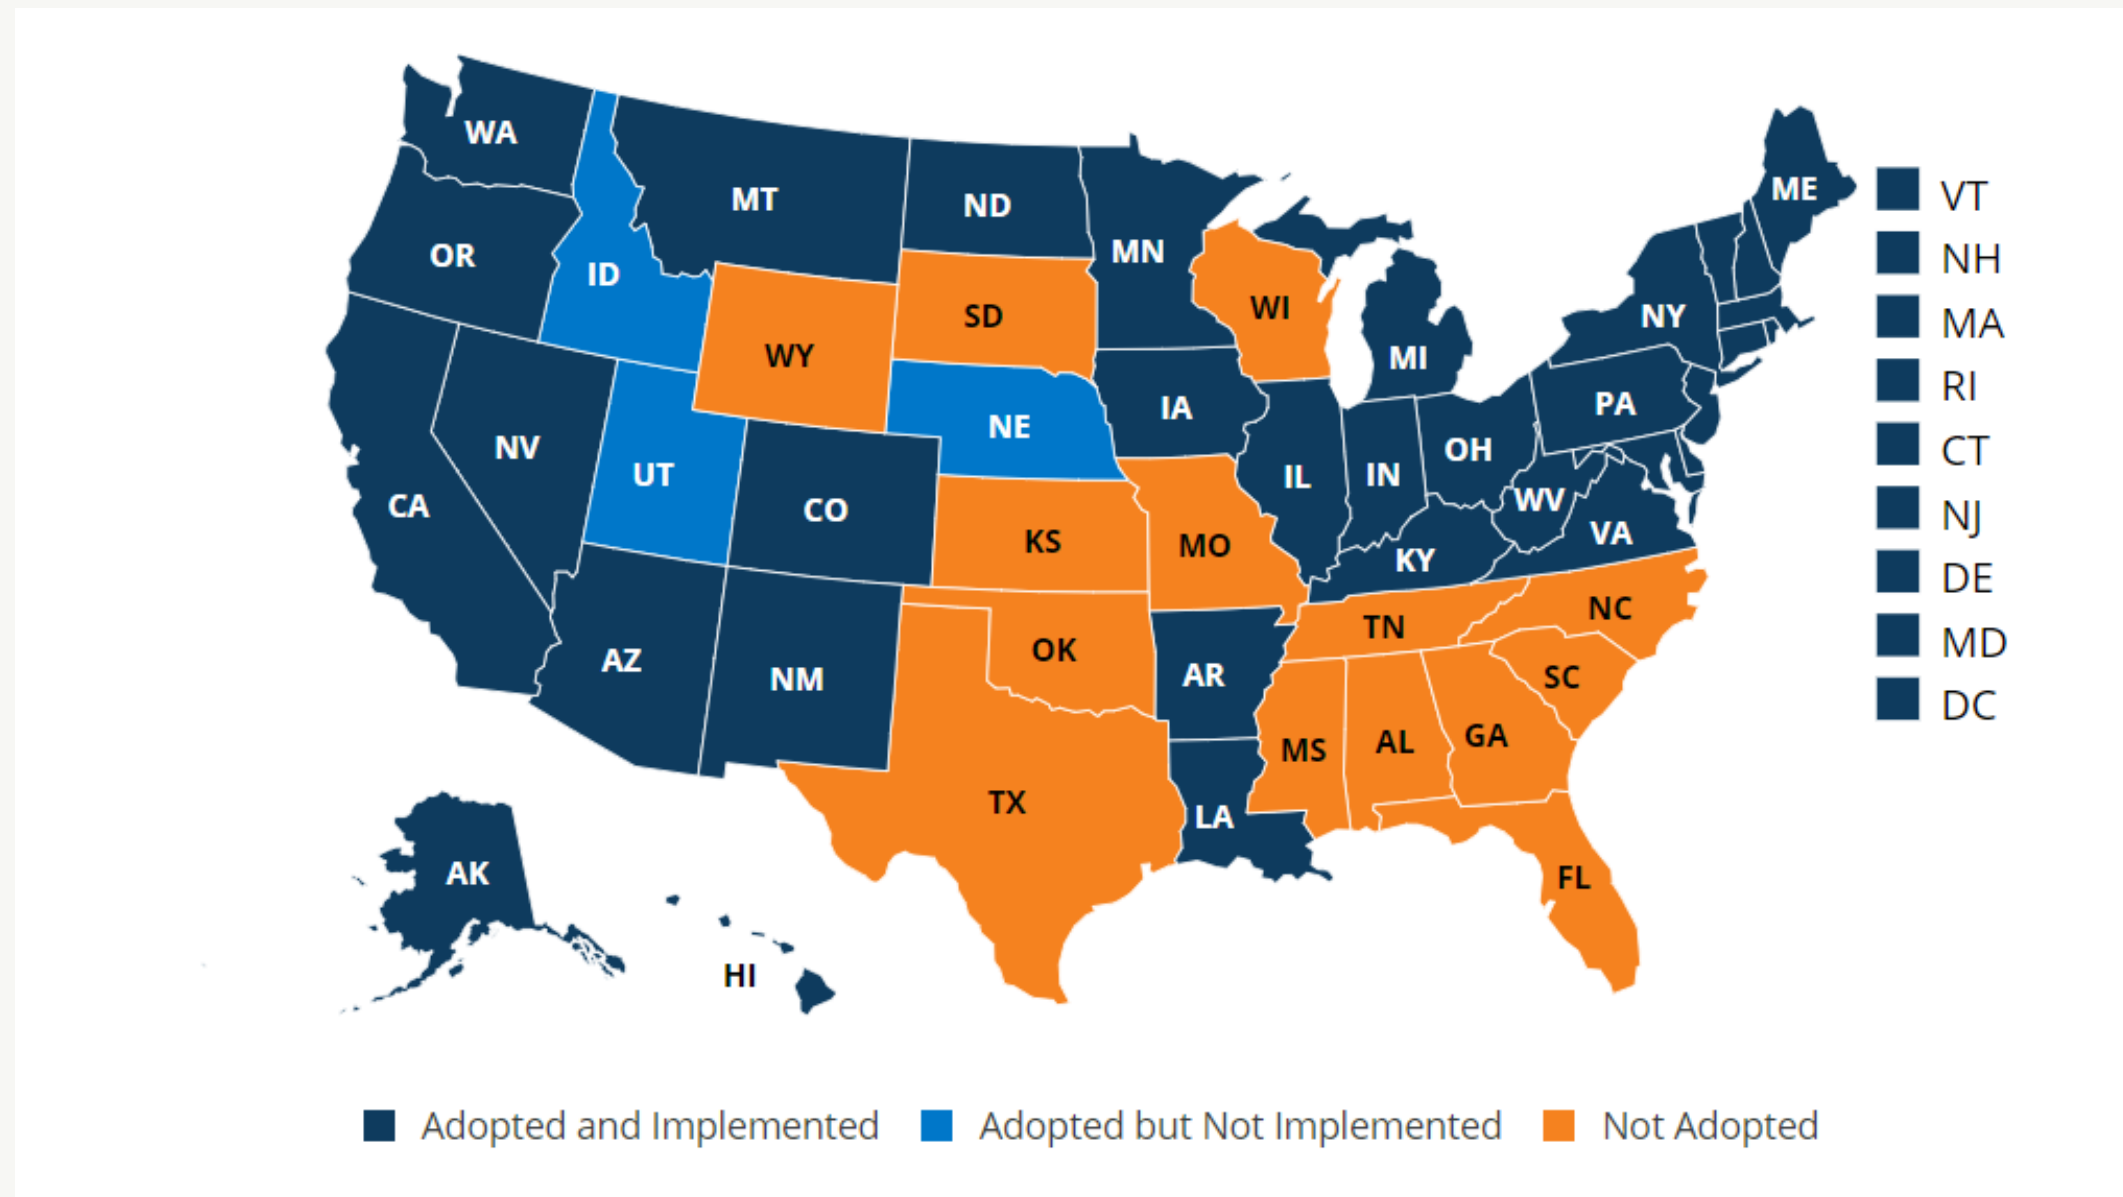 WA
MT
ND
MN
ME
VT
NH
MA
RI
CT
NJ
DE
MD
DC
OR
ID
SD
WI
NY
WY
MI
NV
UT
NE
IA
PA
CA
CO
IL
IN
OH
WV
VA
KS
MO
KY
AZ
NM
OK
AR
TN
NC
SC
TX
LA
MS
AL
GA
FL
AK
HI
Adopted and Implemented
Adopted but Not Implemented
Not Adopted